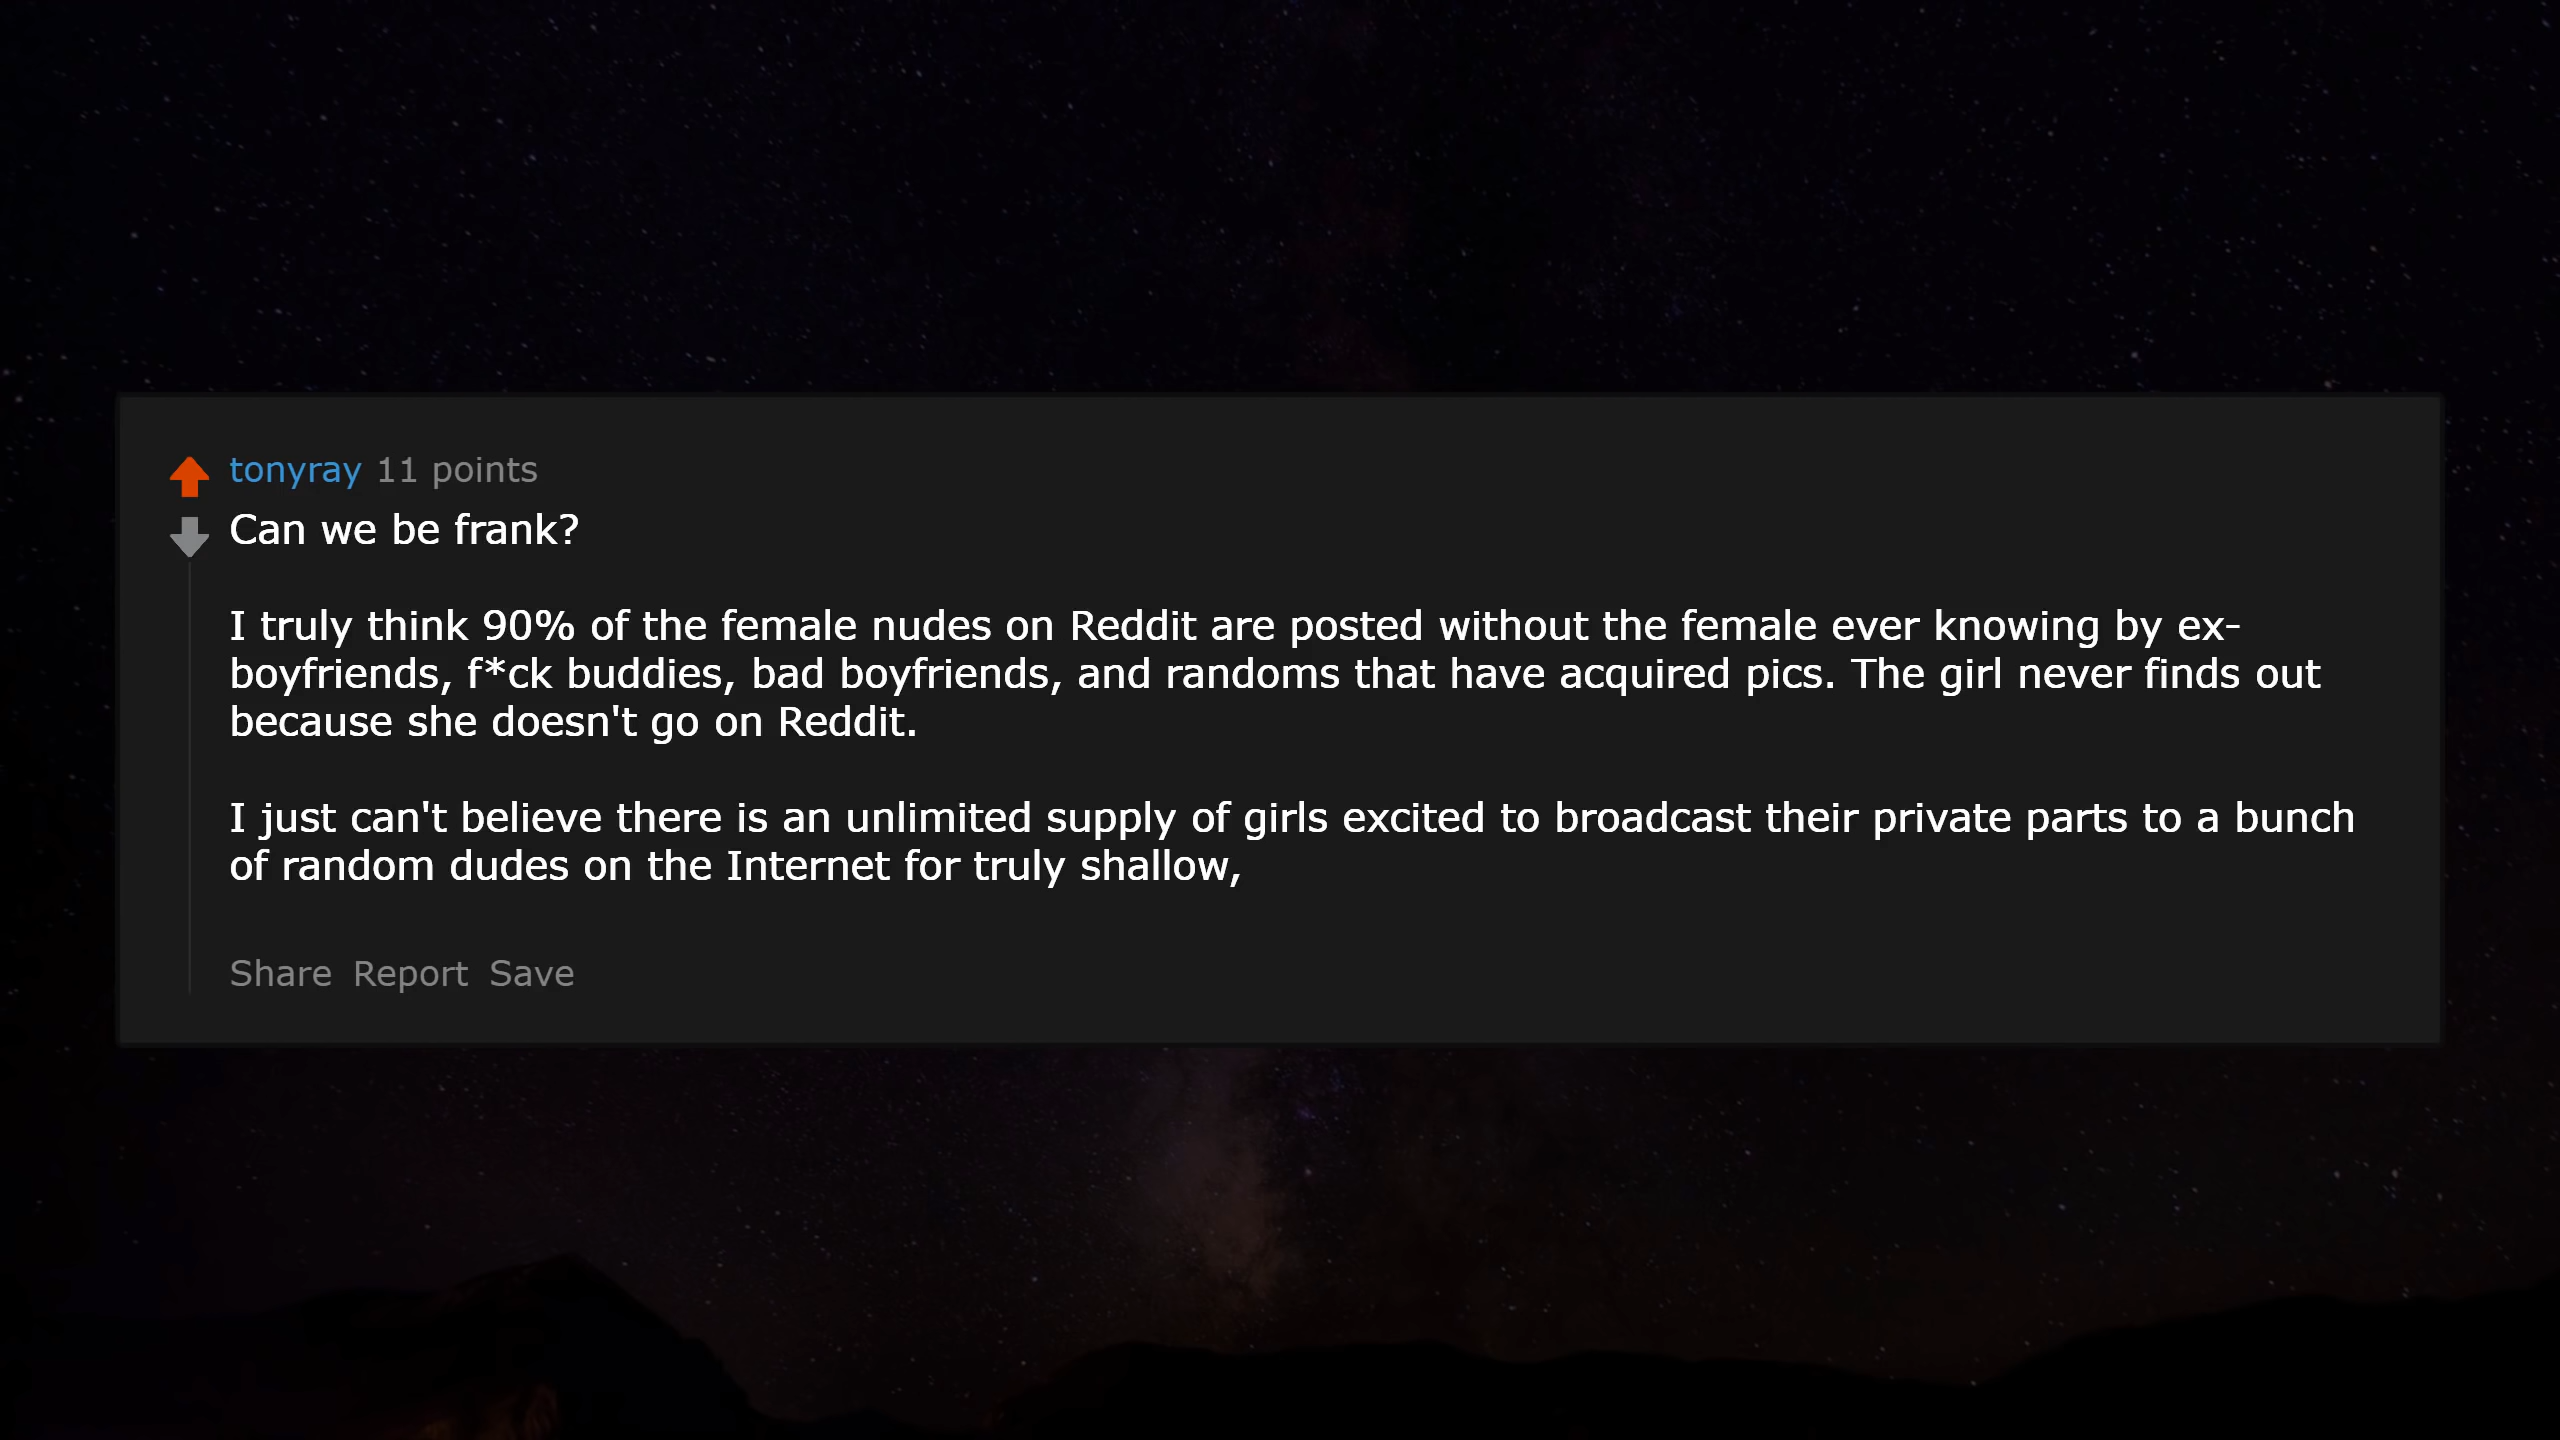 tonyray 11 points
Can we be frank?
I truly think 90% of the female nudes on Reddit are posted without the female ever knowing by ex-
boyfriends, f*ck buddies, bad boyfriends, and randoms that have acquired pics. The girl never finds out
because she doesn't go on Reddit.
I just can't believe there is an unlimited supply of girls excited to broadcast their private parts to a bunch
of random dudes on the Internet for truly shallow,
Share Report Save